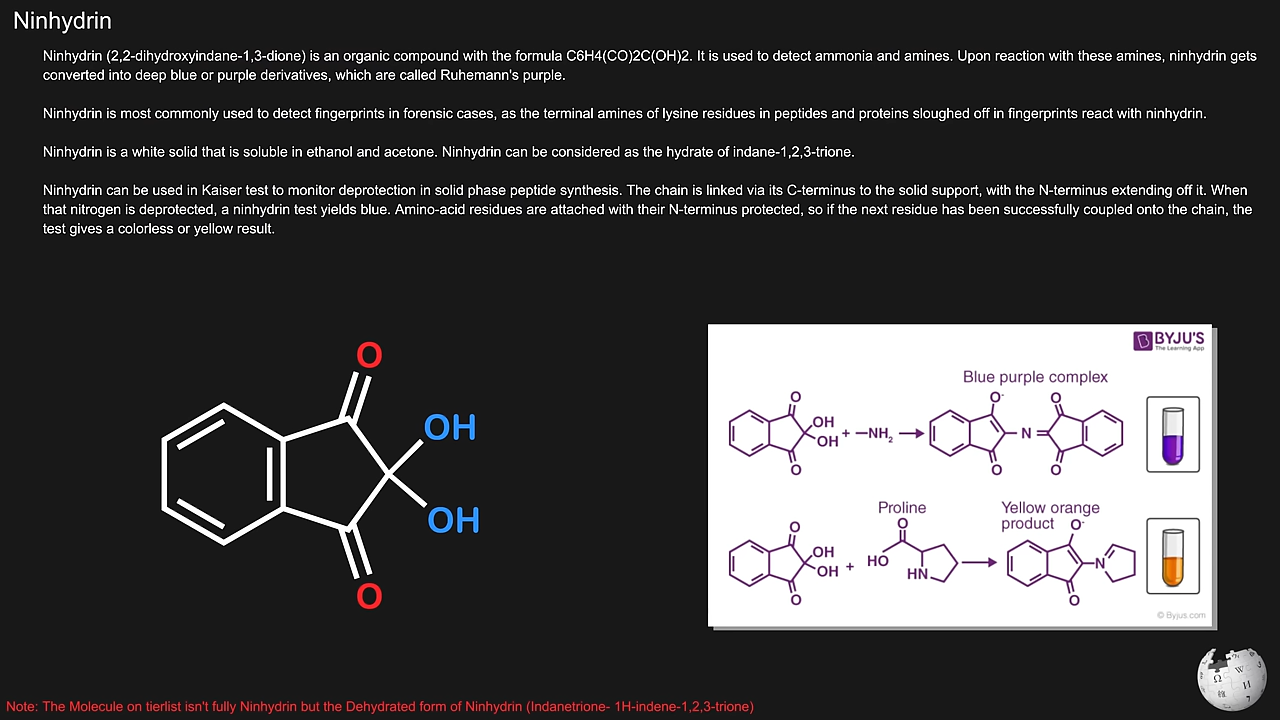 Ninhydrin
Ninhydrin (2,2-dihydroxyindane-1,3-dione) is an organic compound with the formula C6H4(CO)2C(OH)2. It is used to detect ammonia and amines. Upon reaction with these amines, ninhydrin gets
converted into deep blue or purple derivatives, which are called Ruhemann's purple.
Ninhydrin is most commonly used to detect fingerprints in forensic cases, as the terminal amines of lysine residues in peptides and proteins sloughed off in fingerprints react with ninhydrin.
Ninhydrin is a white solid that is soluble in ethanol and acetone. Ninhydrin can be considered as the hydrate of indane-1,2,3-trione.
Ninhydrin can be used in Kaiser test to monitor deprotection in solid phase peptide synthesis. The chain is linked via its C-terminus to the solid support, with the N-terminus extending off it. When
that nitrogen is deprotected, a ninhydrin test yields blue. Amino-acid residues are attached with their N-terminus protected, so if the next residue has been successfully coupled onto the chain, the
test gives a colorless or yellow result.
O
OH
OH
O
BYJU'S
The Learning App
Blue purple complex
O
OH
OH
O
+ —NH2
O-
O
N
O
O
Proline
Yellow orange
product
O
OH
OH
O
+
O
HO
HN
O-
N
O
© Byjus.com
Ω W И
Note: The Molecule on tierlist isn't fully Ninhydrin but the Dehydrated form of Ninhydrin (Indanetrione- 1H-indene-1,2,3-trione)